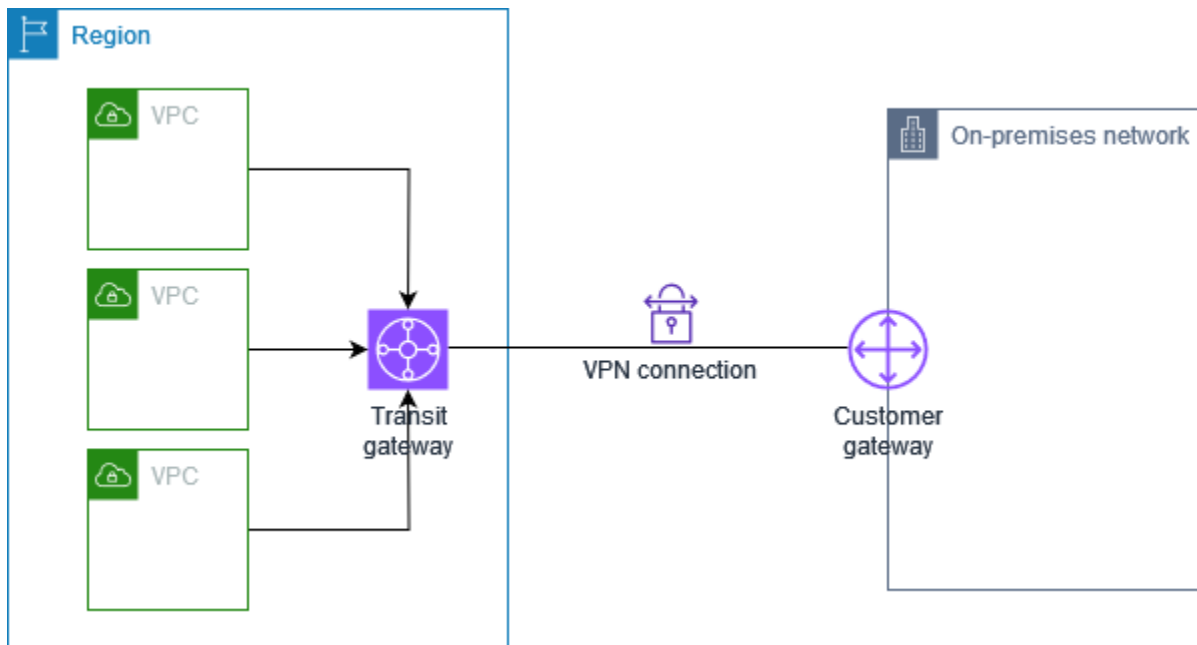 Region
VPC
On-premises network
VPC
VPN connection
Transit
gateway
Customer
gateway
VPC